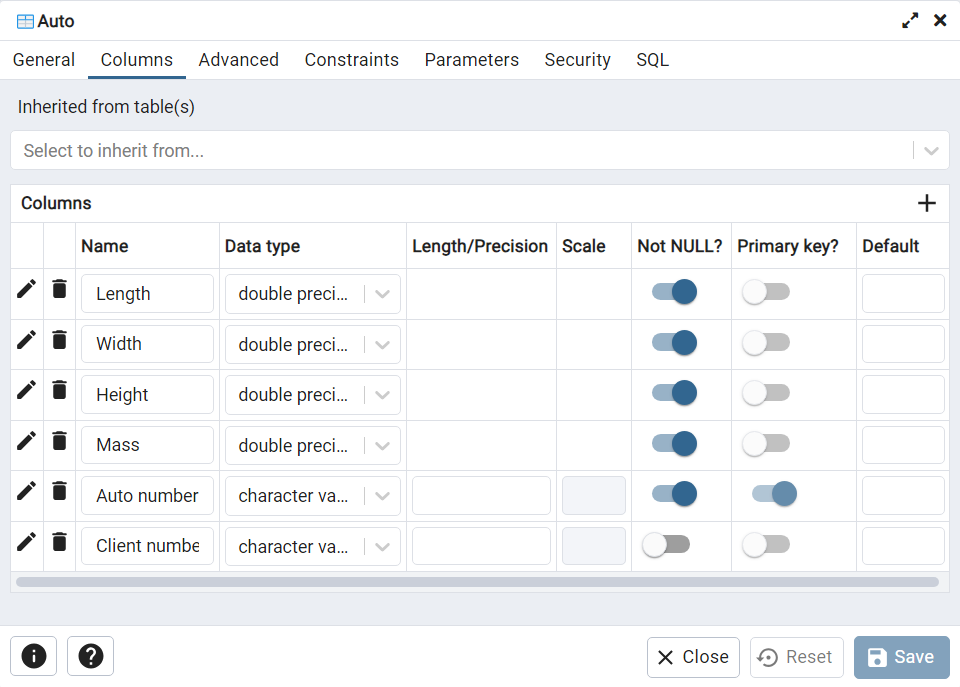 Auto
General Columns Advanced Constraints Parameters Security SQL
Inherited from table(s)
Select to inherit from...
Columns
Name Data type Length/Precision Scale Not NULL? Primary key? Default
Length double preci...
Width double preci...
Height double preci...
Mass double preci...
Auto number character va...
Client numbe character va...
Close Reset Save